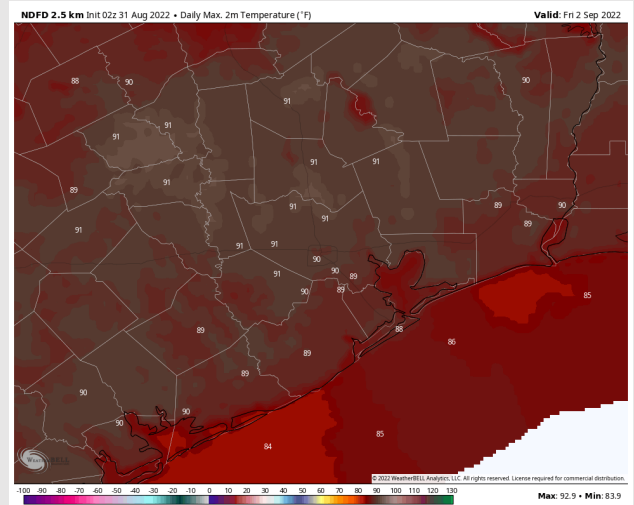 NDFD 2.5 km Init 02z 31 Aug 2022 • Daily Max. 2m Temperature (°F) Valid: Fri 2 Sep 2022
88 90 90
91
91 91
91 91
91
89
91 89 90
91 89
91
91 91 90
91 90 89
90 89 85
89 88
86
89
89
90
90 90
85
84
WeatherBELL
© 2022 WeatherBELL Analytics, LLC. All rights reserved. License required for commercial distribution.
-100 -90 -80 -70 -60 -50 -40 -30 -20 -10 0 10 20 30 40 50 60 70 80 90 100 110 120 130 Max: 92.9 • Min: 83.9